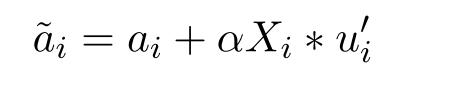 ã_i = a_i + αX_i * u′_i